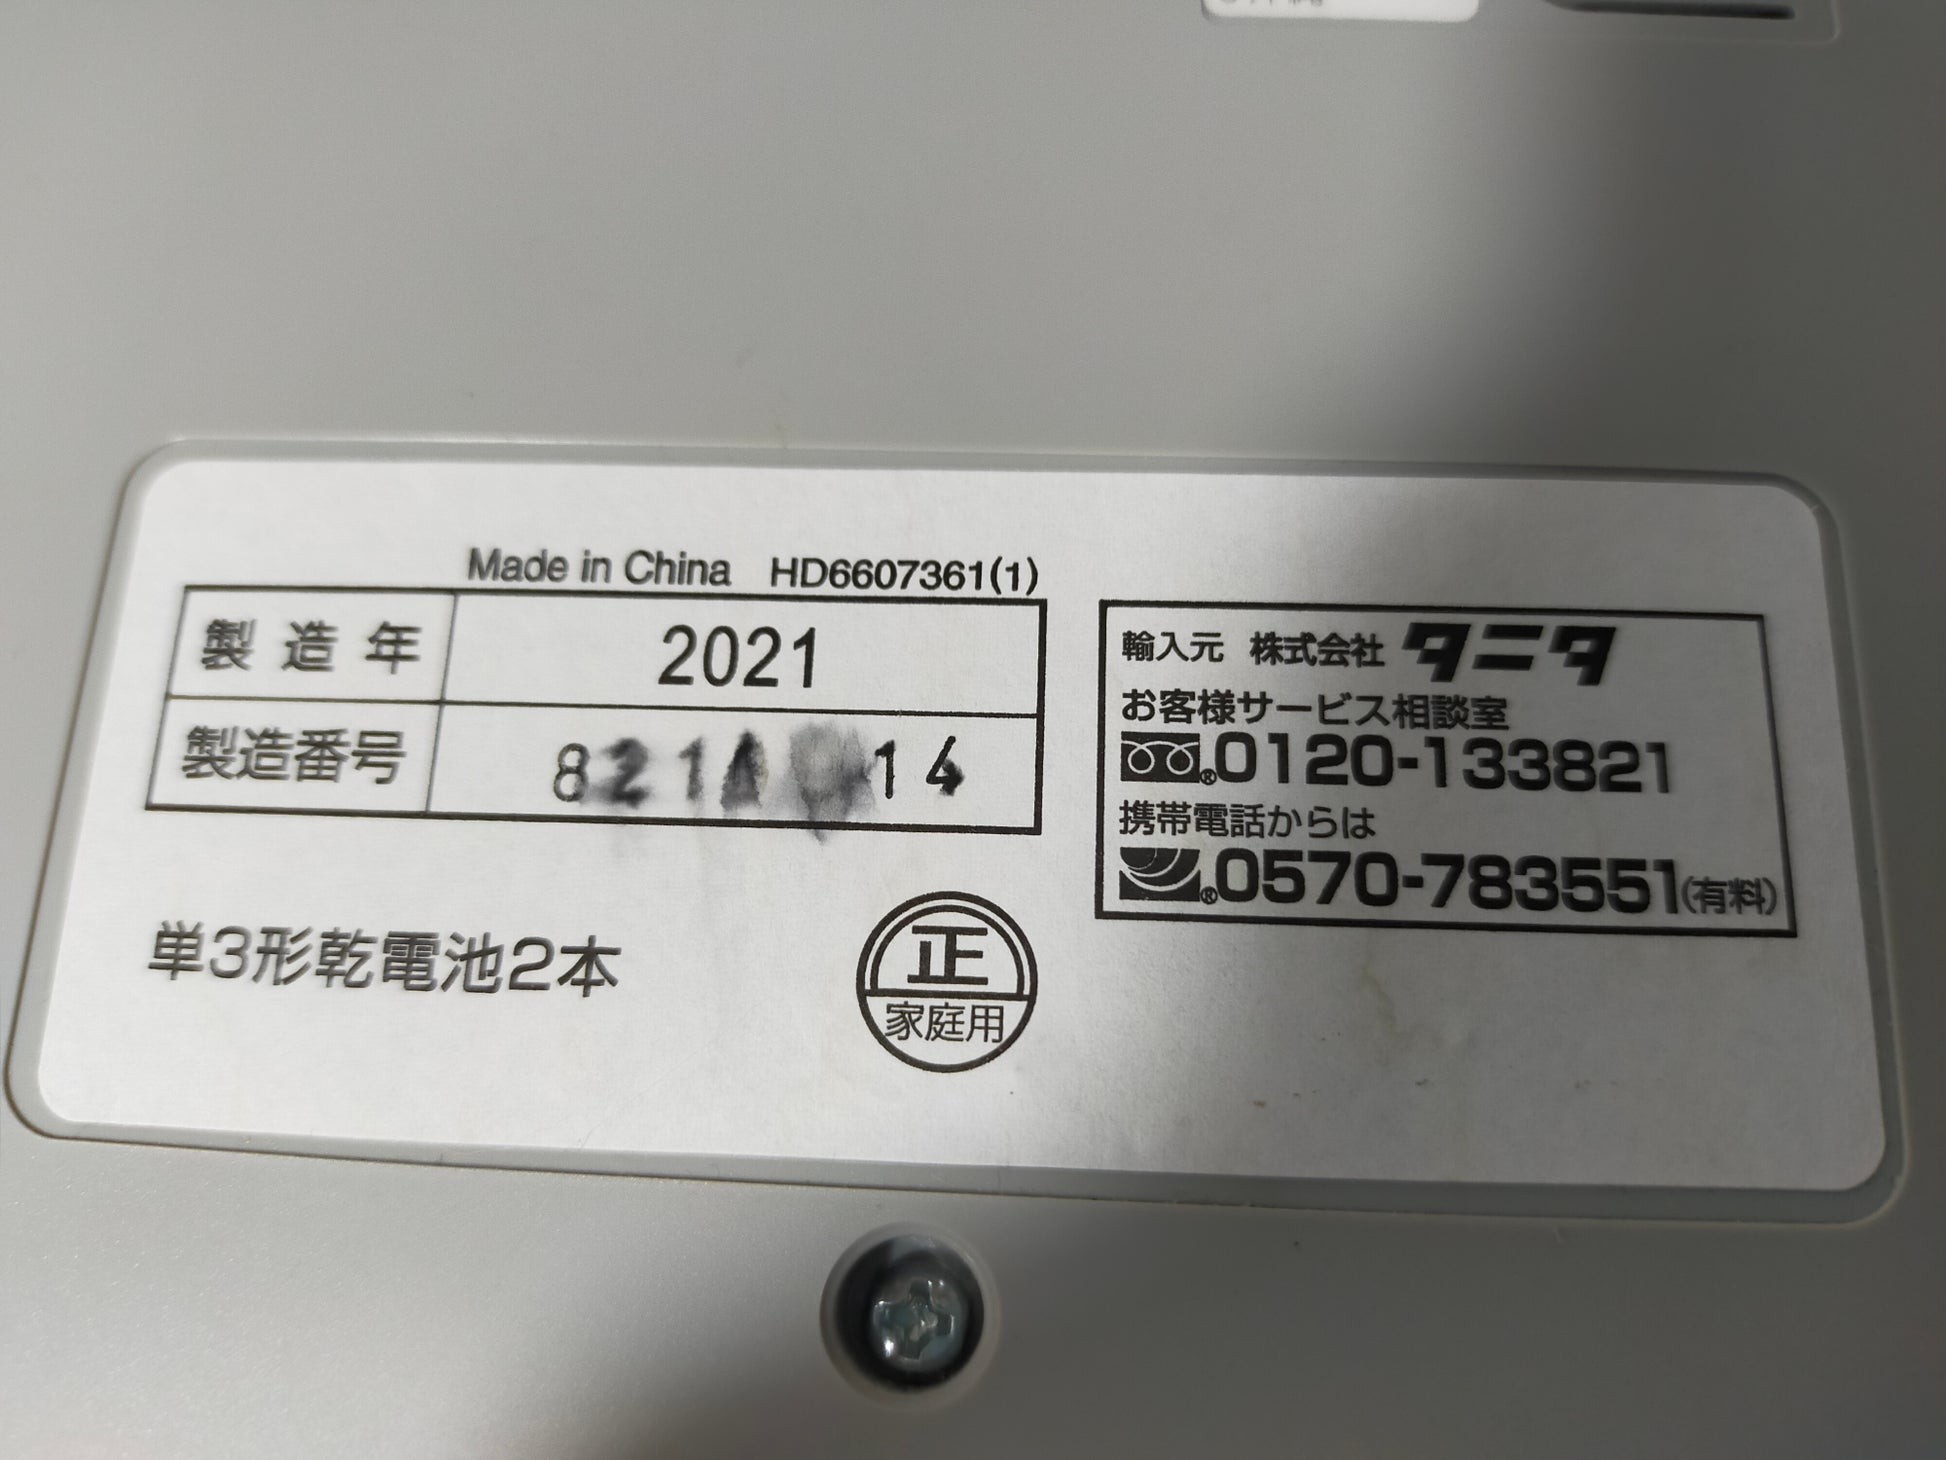 Made in China HD6607361(1)
製造年 2021
製造番号 821 14
単3形乾電池2本
正
家庭用
輸入元 株式会社 タニタ
お客様サービス相談室
®0120-133821
携帯電話からは
®0570-783551(有料)